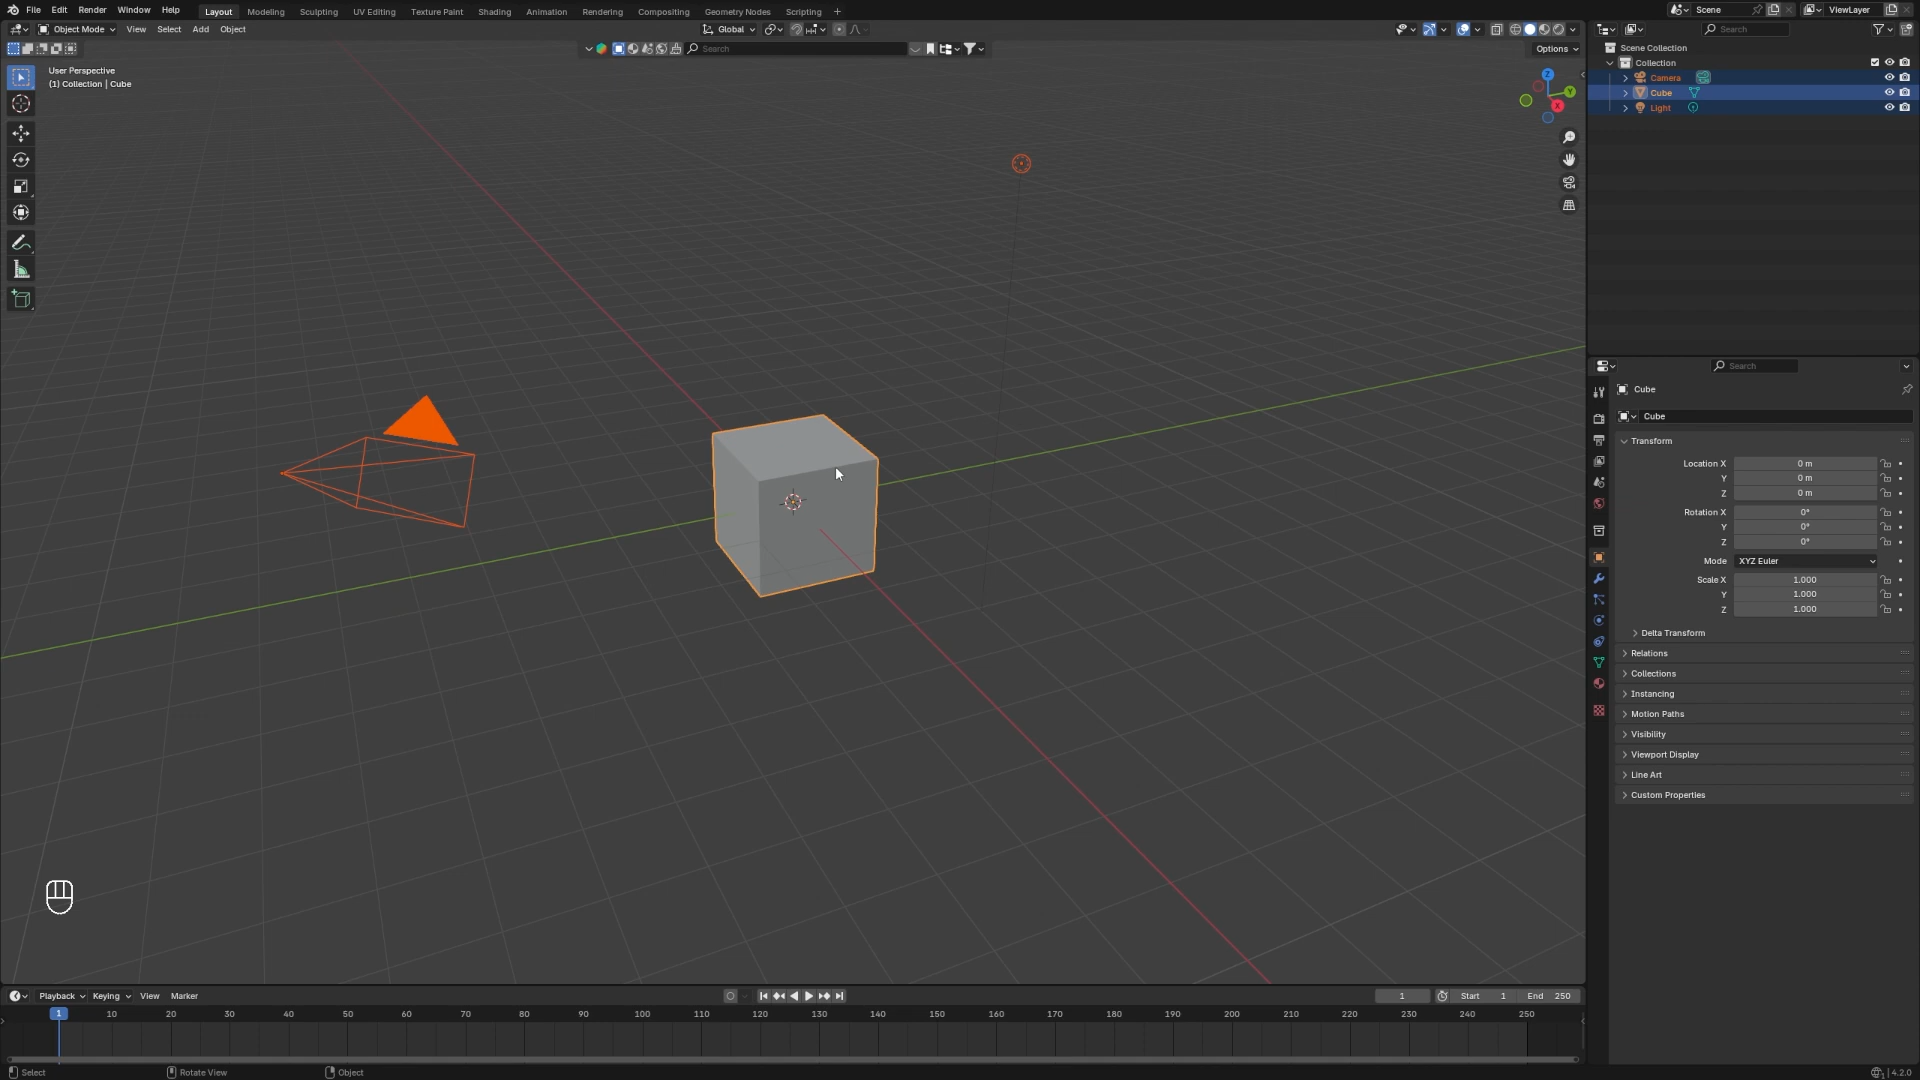 File Edit Render Window Help Layout Modeling Sculpting UV Editing Texture Paint Shading Animation Rendering Compositing Geometry Nodes Scripting + Scene ViewLayer
Object Mode View Select Add Object Global Search
Search Options
User Perspective
(1) Collection | Cube
Z
Y
X
Scene Collection
Collection
Camera
Cube
Light
Search
Cube
Cube
Transform
Location X 0 m
Y 0 m
Z 0 m
Rotation X 0°
Y 0°
Z 0°
Mode XYZ Euler
Scale X 1.000
Y 1.000
Z 1.000
Delta Transform
Relations
Collections
Instancing
Motion Paths
Visibility
Viewport Display
Line Art
Custom Properties
Playback Keying View Marker 1 Start 1 End 250
1 10 20 30 40 50 60 70 80 90 100 110 120 130 140 150 160 170 180 190 200 210 220 230 240 250
Select Rotate View Object 4.2.0